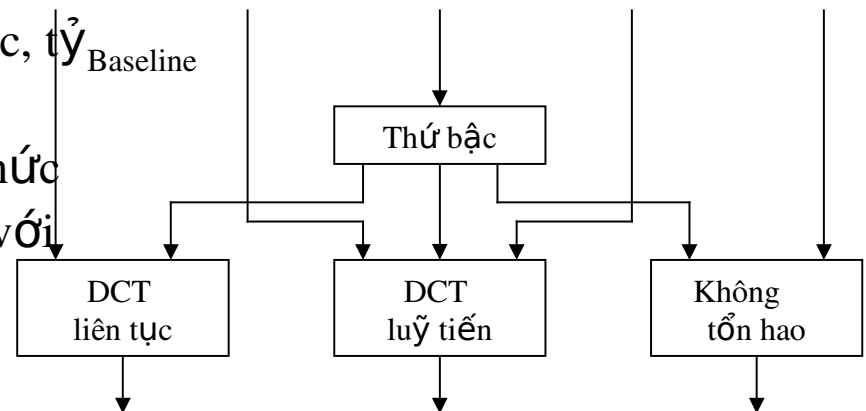 c, tỷ
Baseline
Thứ bậc
hức
với
DCT
liên tục
DCT
luỹ tiến
Không
tổn hao